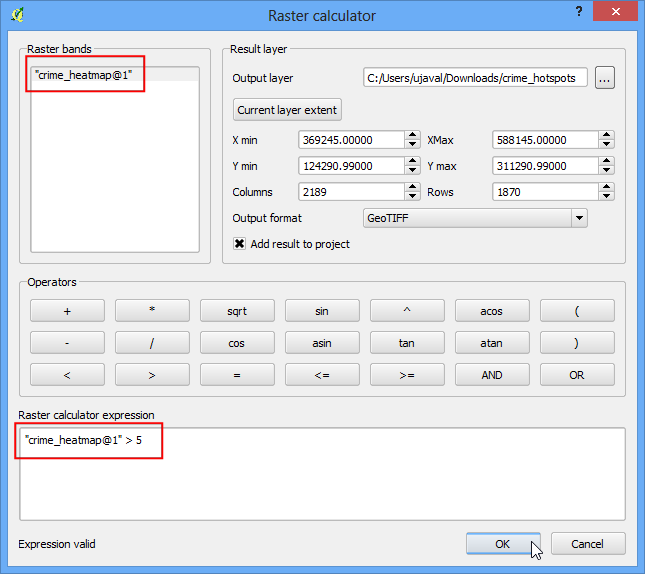 Raster calculator
?
x
Raster bands
"crime_heatmap@1"
Result layer
Output layer C:/Users/ujaval/Downloads/crime_hotspots ...
Current layer extent
X min 369245.00000 XMax 588145.00000
Y min 124290.99000 Y max 311290.99000
Columns 2189 Rows 1870
Output format GeoTIFF
Add result to project
Operators
+ * sqrt sin ^ acos (
- / cos asin tan atan )
< > = <= >= AND OR
Raster calculator expression
"crime_heatmap@1" > 5
Expression valid OK Cancel